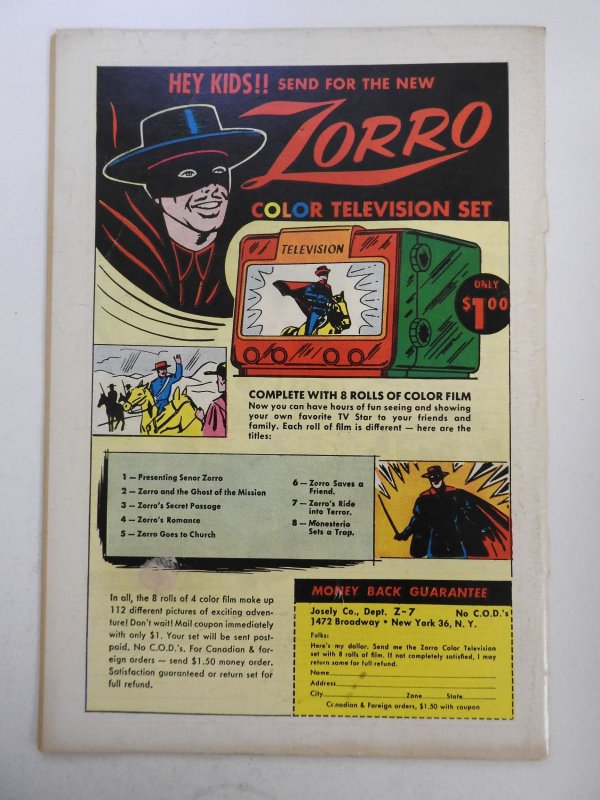 HEY KIDS!! SEND FOR THE NEW
ZORRO
COLOR TELEVISION SET
TELEVISION
ONLY
$1.00
COMPLETE WITH 8 ROLLS OF COLOR FILM
Now you can have hours of fun seeing and showing
your own favorite TV Star to your friends and
family. Each roll of film is different — here are the
titles:
1 — Presenting Senor Zorro
2 — Zorro and the Ghost of the Mission
3 — Zorro's Secret Passage
4 — Zorro's Romance
5 — Zorro Goes to Church
6 — Zorro Saves a
Friend.
7 — Zorro's Ride
into Terror.
8 — Monesterio
Sets a Trap.
In all, the 8 rolls of 4 color film make up
112 different pictures of exciting adven-
ture! Don't wait! Mail coupon immediately
with only $1. Your set will be sent post-
paid. No C.O.D.'s. For Canadian & for-
eign orders — send $1.50 money order.
Satisfaction guaranteed or return set for
full refund.
MONEY BACK GUARANTEE
Josely Co., Dept. Z-7 No C.O.D.'s
1472 Broadway • New York 36, N. Y.
Folks:
Here's my dollar. Send me the Zorro Color Television
set with 8 rolls of film. If not completely satisfied, I may
return same for full refund.
Name
Address
City Zone State
Canadian & Foreign orders, $1.50 with coupon